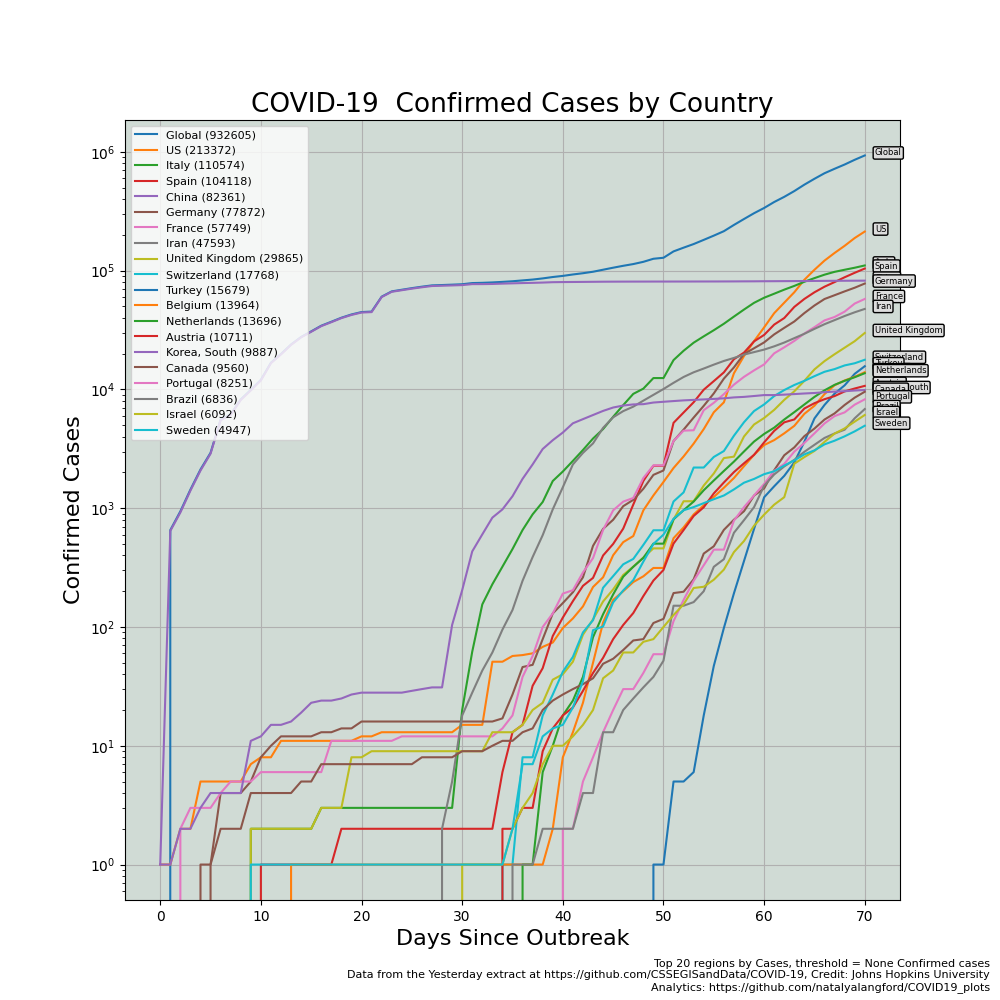 COVID-19  Confirmed Cases by Country
Global (932605)
US (213372)
Italy (110574)
Spain (104118)
China (82361)
Germany (77872)
France (57749)
Iran (47593)
United Kingdom (29865)
Switzerland (17768)
Turkey (15679)
Belgium (13964)
Netherlands (13696)
Austria (10711)
Korea, South (9887)
Canada (9560)
Portugal (8251)
Brazil (6836)
Israel (6092)
Sweden (4947)
Global
US
Spain
Germany
France
Iran
United Kingdom
Switzerland
Turkey
Netherlands
South
Canada
Portugal
Brazil
Israel
Sweden
10⁶
10⁵
10⁴
10³
10²
10¹
10⁰
Confirmed Cases
0 10 20 30 40 50 60 70
Days Since Outbreak
Top 20 regions by Cases, threshold = None Confirmed cases
Data from the Yesterday extract at https://github.com/CSSEGISandData/COVID-19, Credit: Johns Hopkins University
Analytics: https://github.com/natalyalangford/COVID19_plots